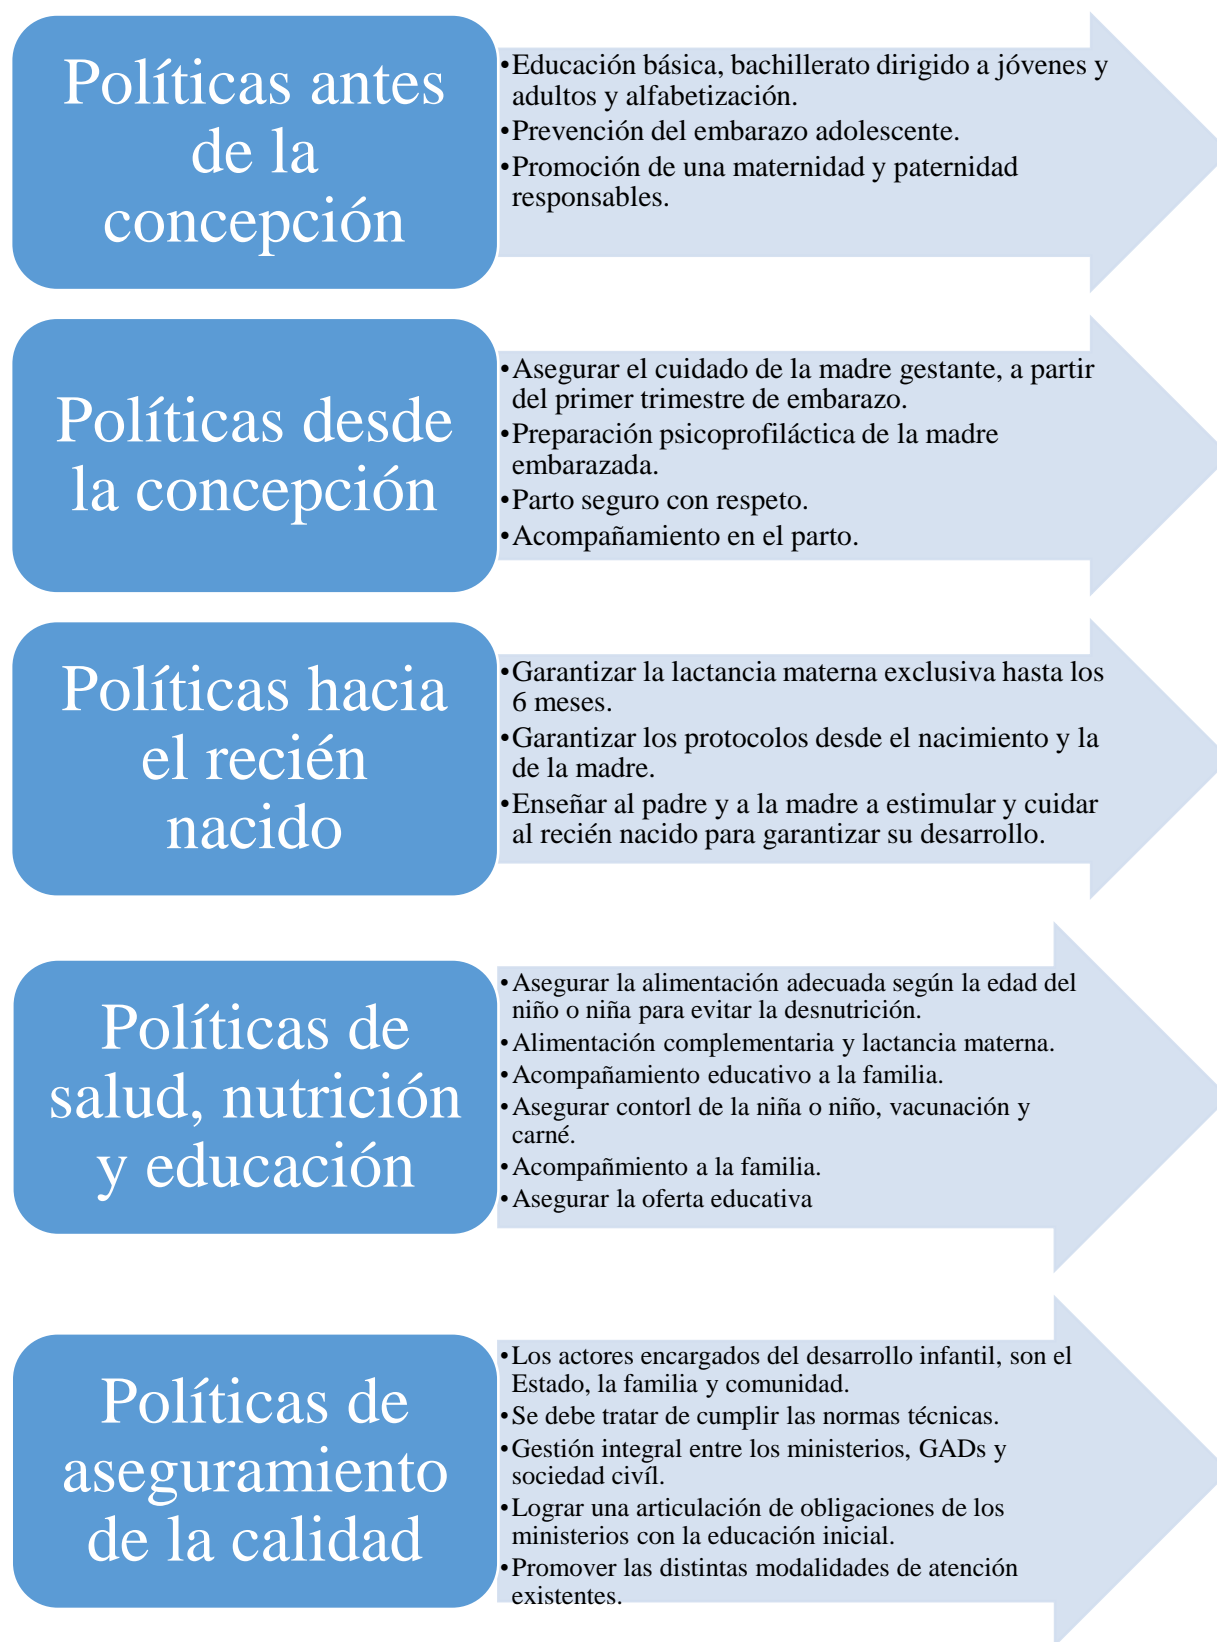 Políticas antes
de la
concepción
•Educación básica, bachillerato dirigido a jóvenes y
adultos y alfabetización.
•Prevención del embarazo adolescente.
•Promoción de una maternidad y paternidad
responsables.
Políticas desde
la concepción
•Asegurar el cuidado de la madre gestante, a partir
del primer trimestre de embarazo.
•Preparación psicoprofiláctica de la madre
embarazada.
•Parto seguro con respeto.
•Acompañamiento en el parto.
Políticas hacia
el recién
nacido
•Garantizar la lactancia materna exclusiva hasta los
6 meses.
•Garantizar los protocolos desde el nacimiento y la
de la madre.
•Enseñar al padre y a la madre a estimular y cuidar
al recién nacido para garantizar su desarrollo.
Políticas de
salud, nutrición
y educación
•Asegurar la alimentación adecuada según la edad del
niño o niña para evitar la desnutrición.
•Alimentación complementaria y lactancia materna.
•Acompañamiento educativo a la familia.
•Asegurar contorl de la niña o niño, vacunación y
carné.
•Acompañmiento a la familia.
•Asegurar la oferta educativa
Políticas de
aseguramiento
de la calidad
•Los actores encargados del desarrollo infantil, son el
Estado, la familia y comunidad.
•Se debe tratar de cumplir las normas técnicas.
•Gestión integral entre los ministerios, GADs y
sociedad civíl.
•Lograr una articulación de obligaciones de los
ministerios con la educación inicial.
•Promover las distintas modalidades de atención
existentes.